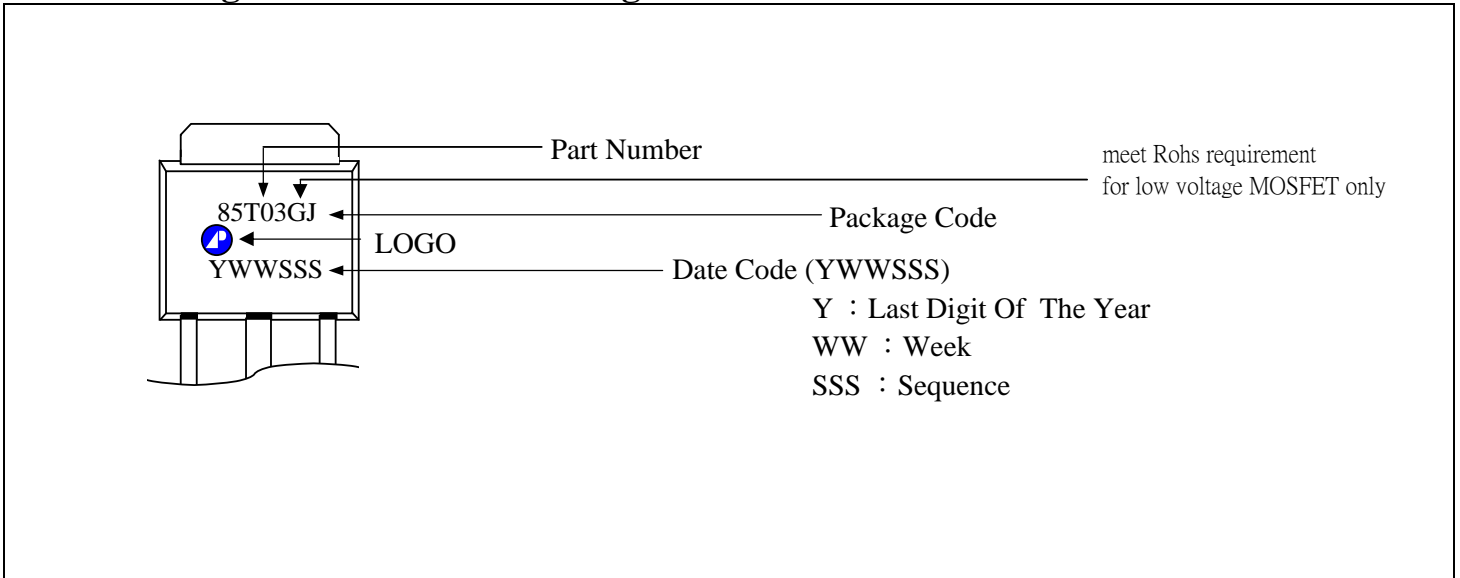 Part Number
meet Rohs requirement
for low voltage MOSFET only
85T03GJ
Package Code
LOGO
YWWSSS
Date Code (YWWSSS)
Y ：Last Digit Of The Year
WW ：Week
SSS ：Sequence